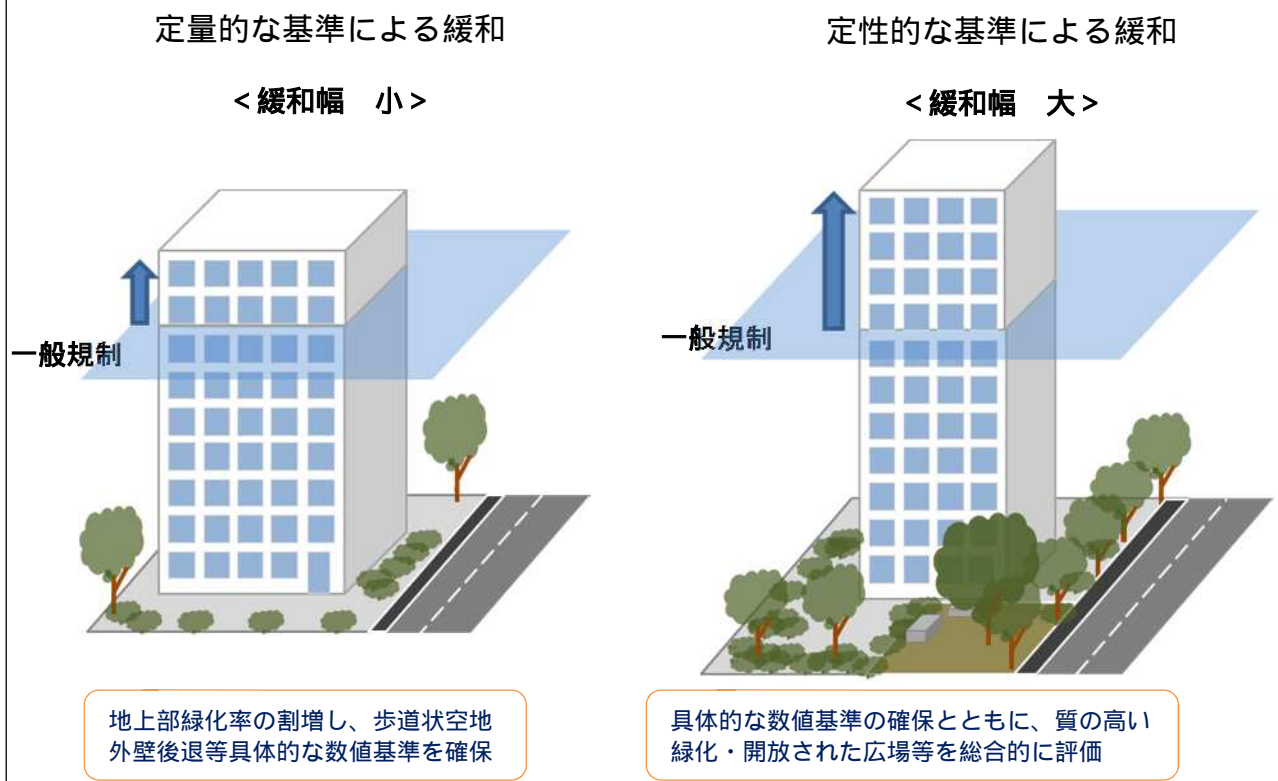 定量的な基準による緩和
＜緩和幅　小＞
一般規制
地上部緑化率の割増し、歩道状空地
外壁後退等具体的な数値基準を確保
定性的な基準による緩和
＜緩和幅　大＞
一般規制
具体的な数値基準の確保とともに、質の高い
緑化・開放された広場等を総合的に評価